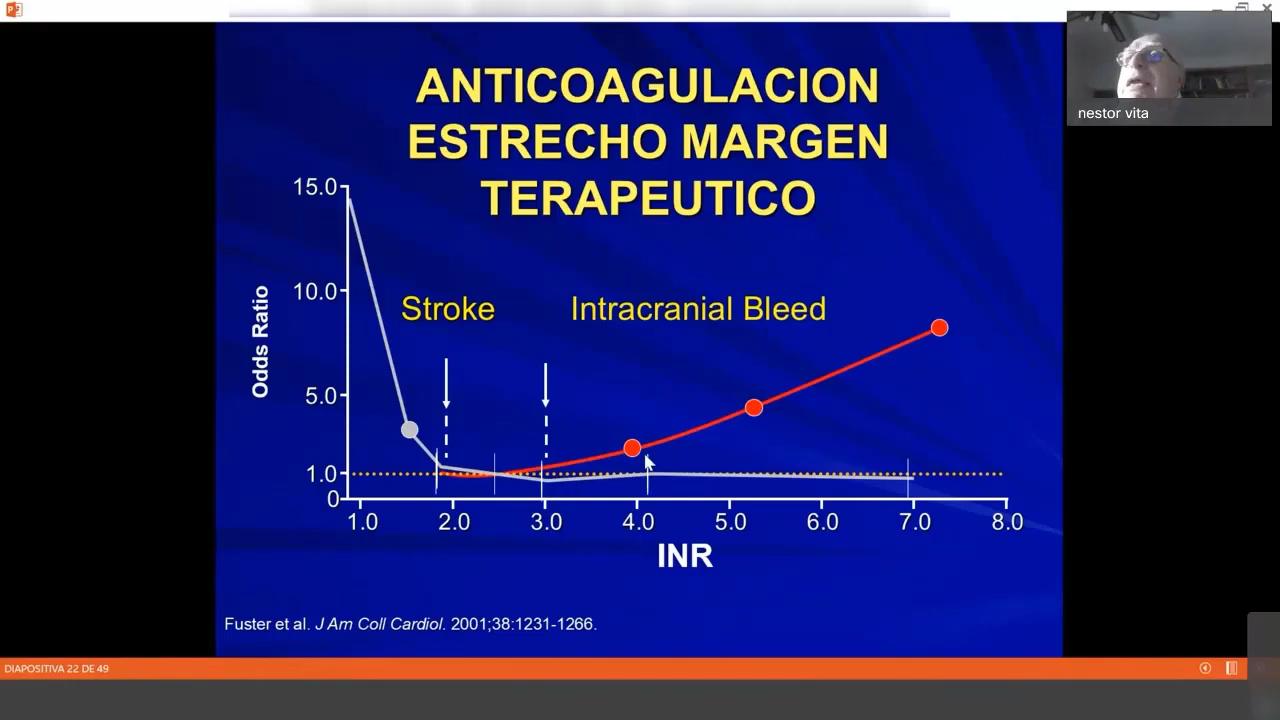 nestor vita
ANTICOAGULACION
ESTRECHO MARGEN
TERAPEUTICO
15.0
10.0
5.0
1.0
0
Odds Ratio
Stroke
Intracranial Bleed
1.0 2.0 3.0 4.0 5.0 6.0 7.0 8.0
INR
Fuster et al. J Am Coll Cardiol. 2001;38:1231-1266.
DIAPOSITIVA 22 DE 49